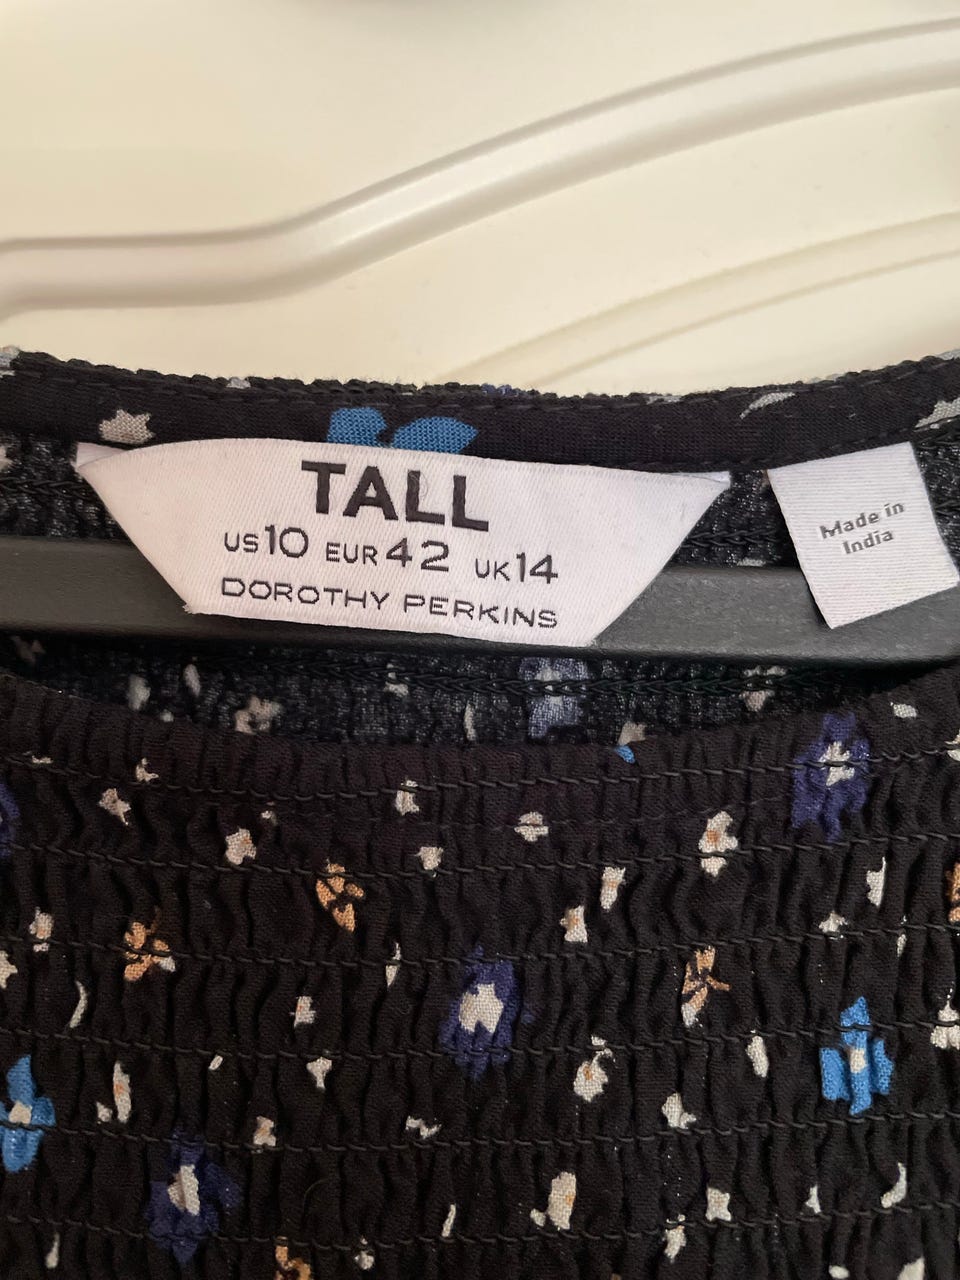 TALL
US10 EUR42 UK14
DOROTHY PERKINS
Made in
India